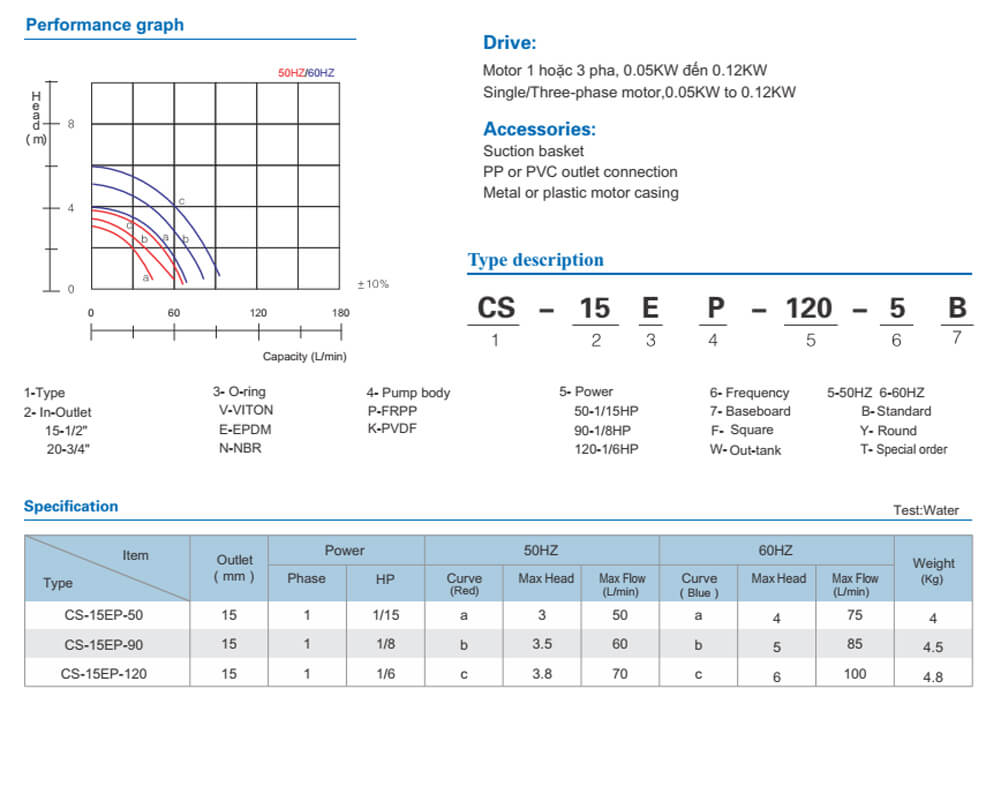 Performance graph
50HZ/60HZ
Head
( m)
8
4
0
c
c
b
a
b
a
±10%
0 60 120 180
Capacity (L/min)
Drive:
Motor 1 hoặc 3 pha, 0.05KW đến 0.12KW
Single/Three-phase motor,0.05KW to 0.12KW
Accessories:
Suction basket
PP or PVC outlet connection
Metal or plastic motor casing
Type description
CS - 15 E P - 120 - 5 B
1 2 3 4 5 6 7
1-Type
2- In-Outlet
15-1/2"
20-3/4"
3- O-ring
V-VITON
E-EPDM
N-NBR
4- Pump body
P-FRPP
K-PVDF
5- Power
50-1/15HP
90-1/8HP
120-1/6HP
6- Frequency 5-50HZ 6-60HZ
7- Baseboard B- Standard
F- Square Y- Round
W- Out-tank T- Special order
Specification
Test:Water
Item
Type
Outlet
( mm )
Power 50HZ 60HZ
Weight
(Kg)
Phase HP
Curve
(Red)
Max Head
Max Flow
(L/min)
Curve
( Blue )
Max Head
Max Flow
(L/min)
CS-15EP-50 15 1 1/15 a 3 50 a 4 75 4
CS-15EP-90 15 1 1/8 b 3.5 60 b 5 85 4.5
CS-15EP-120 15 1 1/6 c 3.8 70 c 6 100 4.8